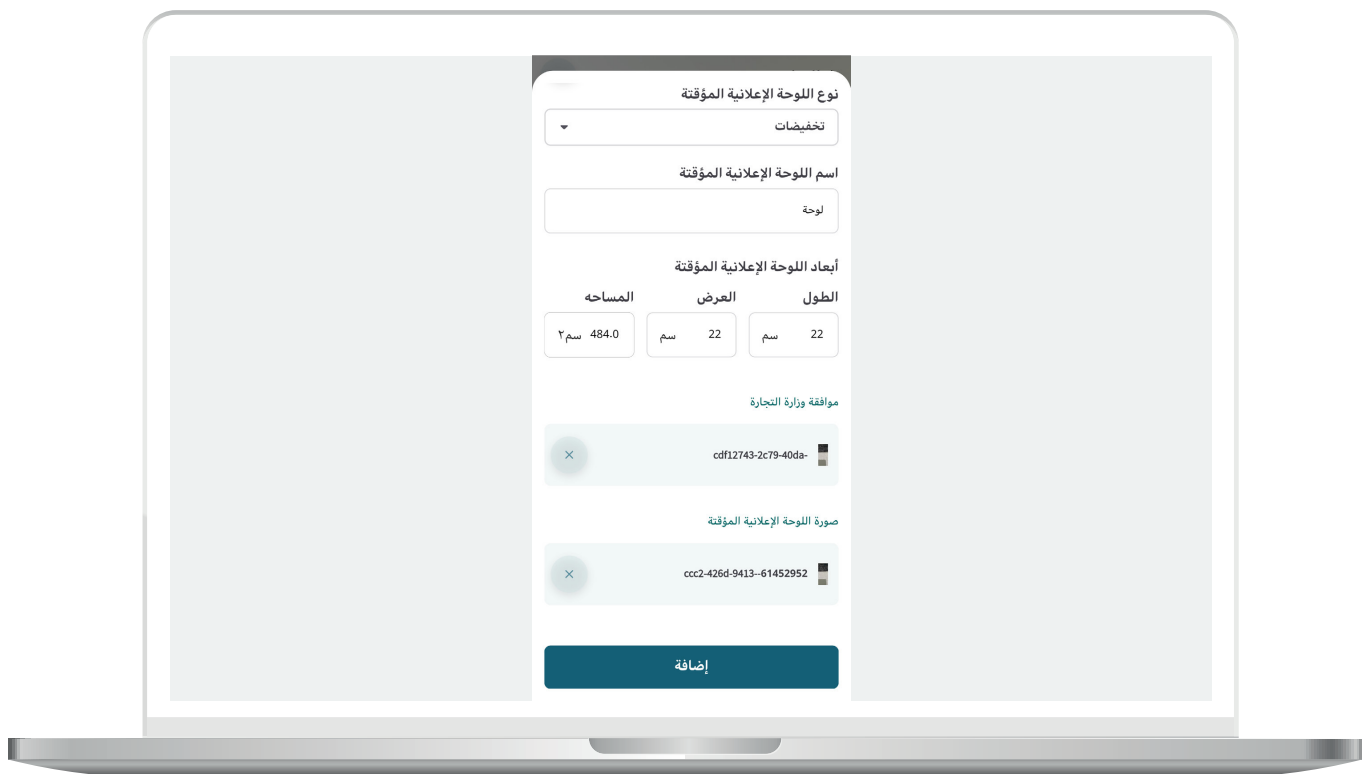 نوع اللوحة الإعلانية المؤقتة
تخفيضات
اسم اللوحة الإعلانية المؤقتة
لوحة
أبعاد اللوحة الإعلانية المؤقتة
الطول العرض المساحه
22 سم 22 سم 484.0 سم٢
موافقة وزارة التجارة
cdf12743-2c79-40da-
صورة اللوحة الإعلانية المؤقتة
ccc2-426d-9413--61452952
إضافة